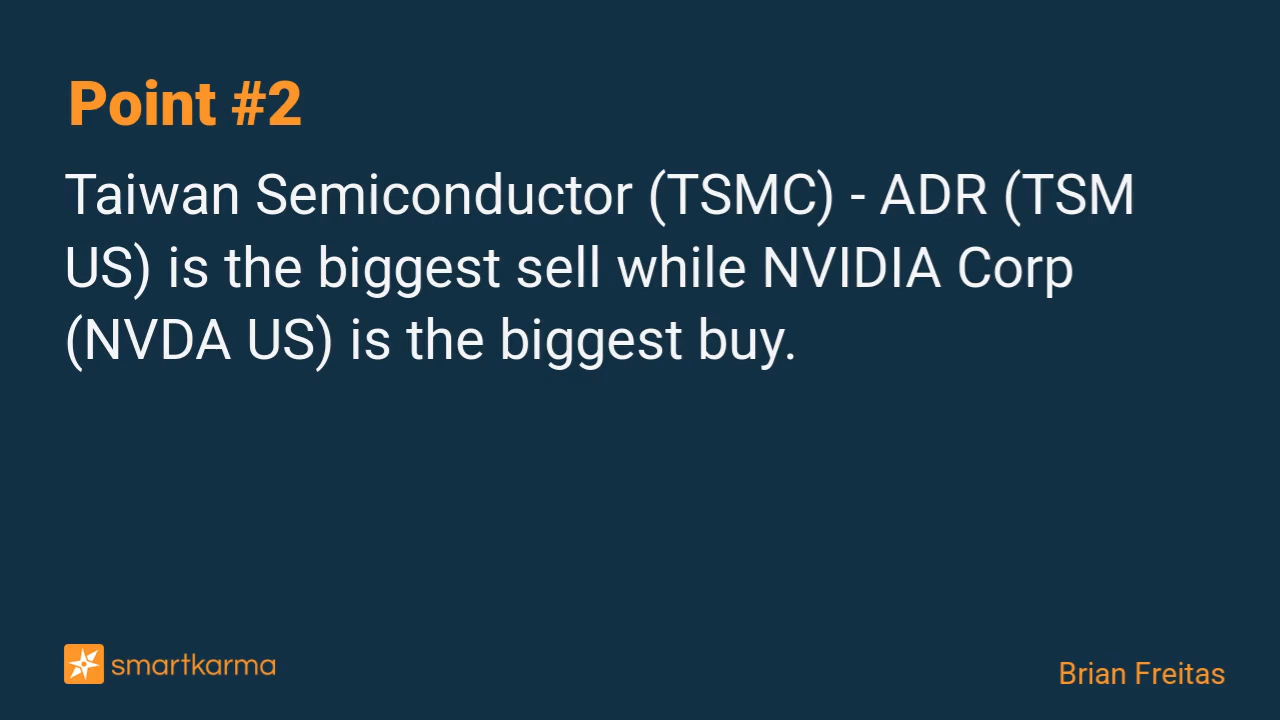 Point #2
Taiwan Semiconductor (TSMC) - ADR (TSM
US) is the biggest sell while NVIDIA Corp
(NVDA US) is the biggest buy.
smartkarma
Brian Freitas